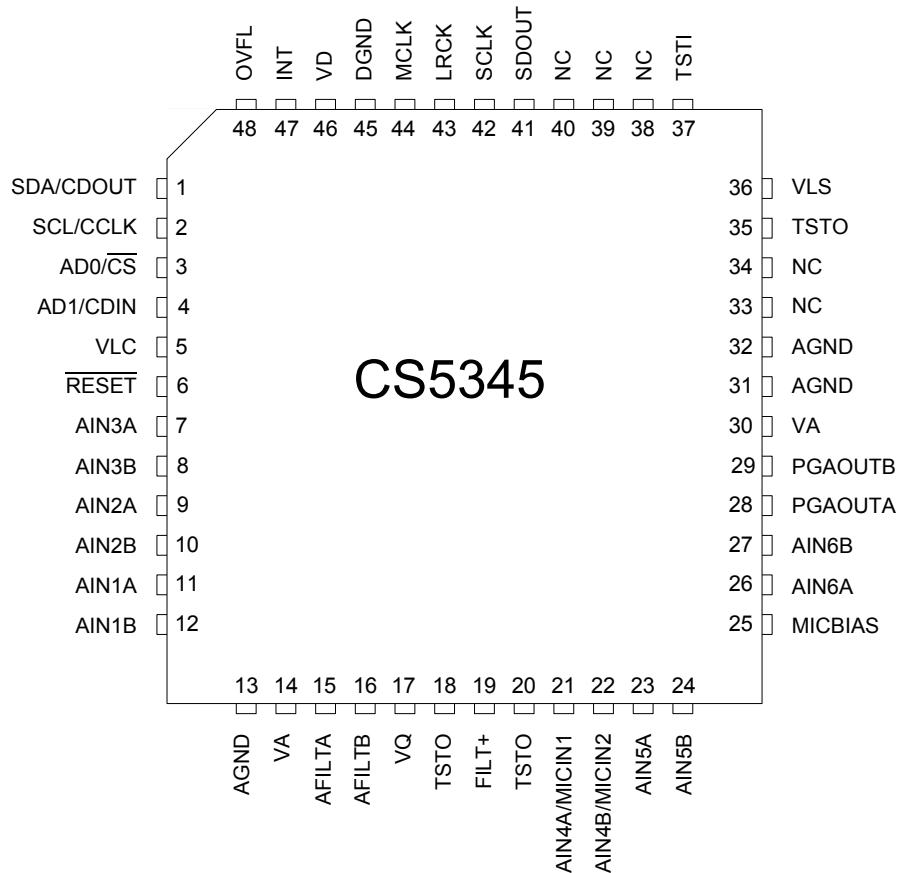 OVFL INT VD DGND MCLK LRCK SCLK SDOUT NC NC NC TSTI
48 47 46 45 44 43 42 41 40 39 38 37
SDA/CDOUT 1
SCL/CCLK 2
AD0/C̅S̅ 3
AD1/CDIN 4
VLC 5
R̅E̅S̅E̅T̅ 6
AIN3A 7
AIN3B 8
AIN2A 9
AIN2B 10
AIN1A 11
AIN1B 12
CS5345
36 VLS
35 TSTO
34 NC
33 NC
32 AGND
31 AGND
30 VA
29 PGAOUTB
28 PGAOUTA
27 AIN6B
26 AIN6A
25 MICBIAS
13 14 15 16 17 18 19 20 21 22 23 24
AGND VA AFILTA AFILTB VQ TSTO FILT+ TSTO AIN4A/MICIN1 AIN4B/MICIN2 AIN5A AIN5B